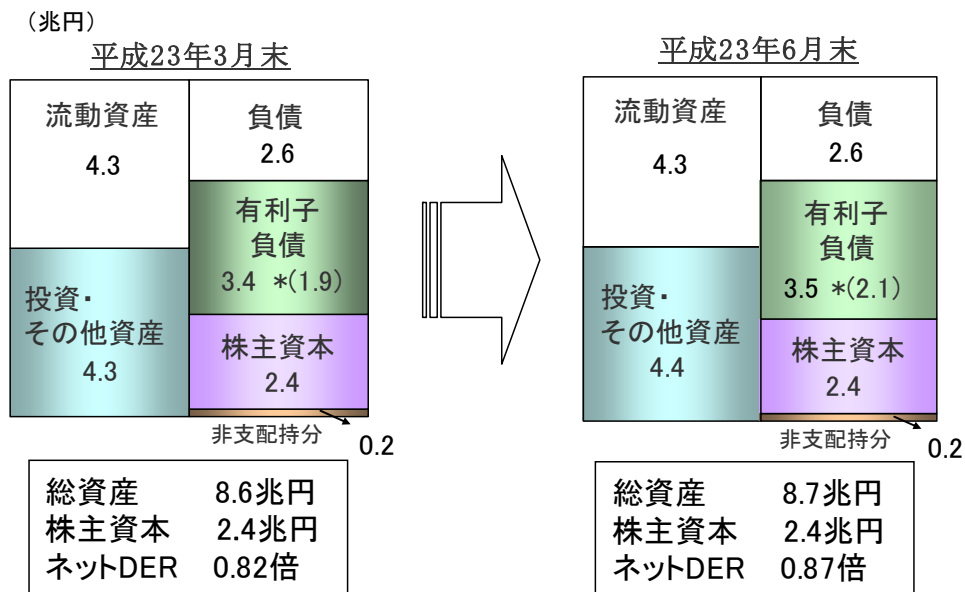 (兆円)
平成23年3月末
流動資産
4.3
負債
2.6
有利子
負債
3.4 *(1.9)
投資・
その他資産
4.3
株主資本
2.4
非支配持分
0.2
総資産 8.6兆円
株主資本 2.4兆円
ネットDER 0.82倍
平成23年6月末
流動資産
4.3
負債
2.6
有利子
負債
3.5 *(2.1)
投資・
その他資産
4.4
株主資本
2.4
非支配持分
0.2
総資産 8.7兆円
株主資本 2.4兆円
ネットDER 0.87倍